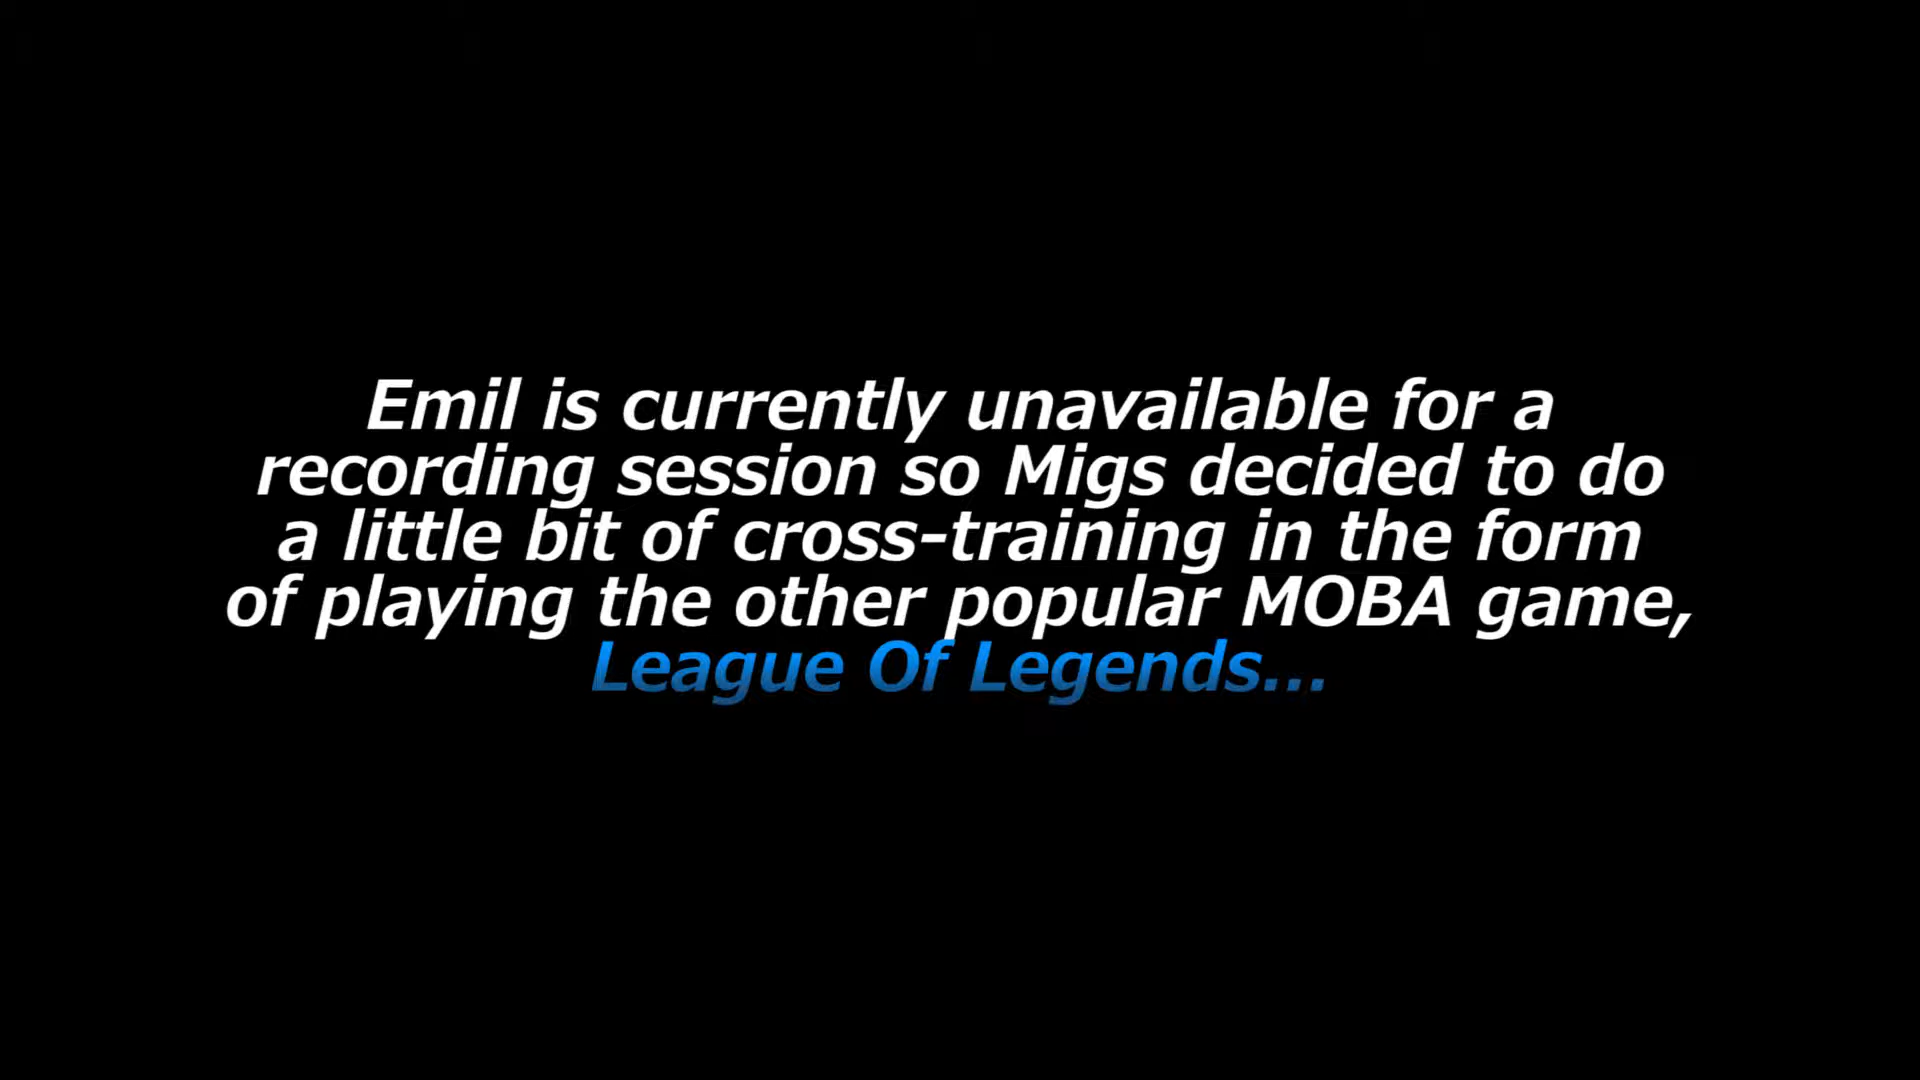 Emil is currently unavailable for a
recording session so Migs decided to do
a little bit of cross-training in the form
of playing the other popular MOBA game,
League Of Legends...